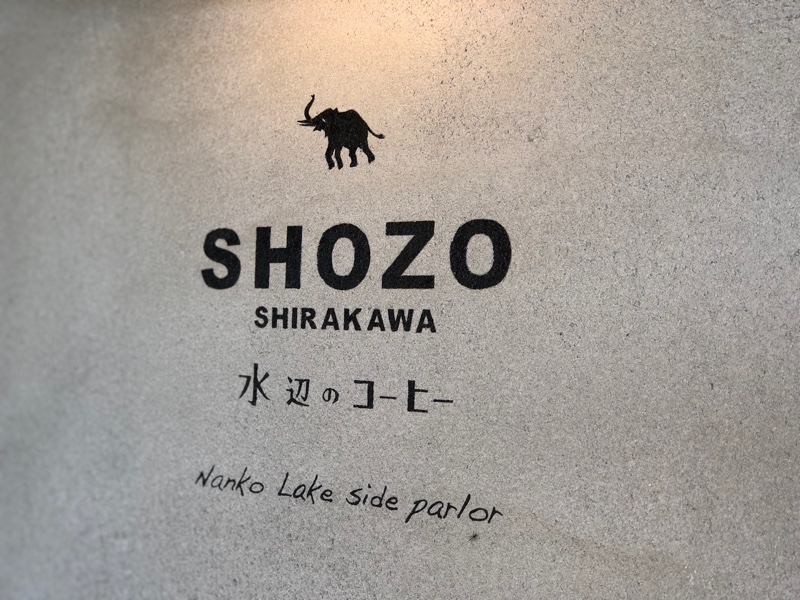 SHOZO
SHIRAKAWA
水辺のコーヒー
Nanko Lake side parlor